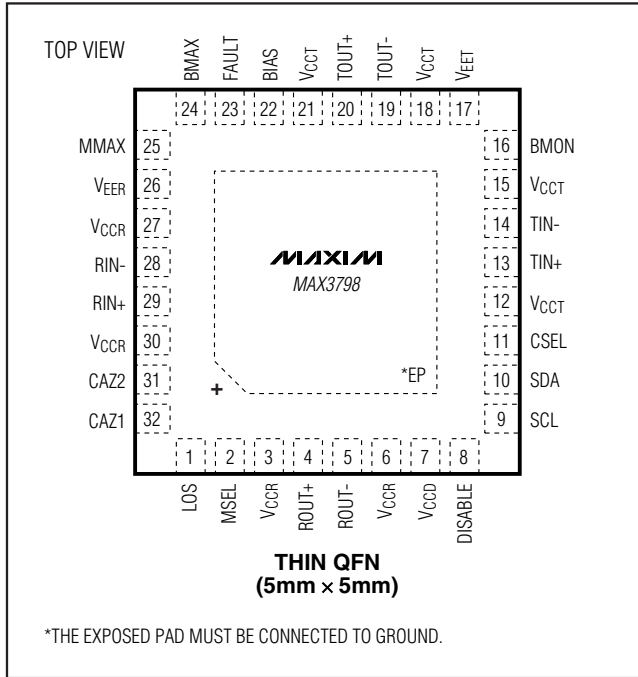 TOP VIEW
BMAX
FAULT
BIAS
VCCT
TOUT+
TOUT-
VCCT
VEET
24 23 22 21 20 19 18 17
MMAX 25
VEER 26
VCCR 27
RIN- 28
RIN+ 29
VCCR 30
CAZ2 31
CAZ1 32
16 BMON
15 VCCT
14 TIN-
13 TIN+
12 VCCT
11 CSEL
10 SDA
9 SCL
MAXIM
MAX3798
*EP
+
1 2 3 4 5 6 7 8
LOS
MSEL
VCCR
ROUT+
ROUT-
VCCR
VCCD
DISABLE
THIN QFN
(5mm × 5mm)
*THE EXPOSED PAD MUST BE CONNECTED TO GROUND.